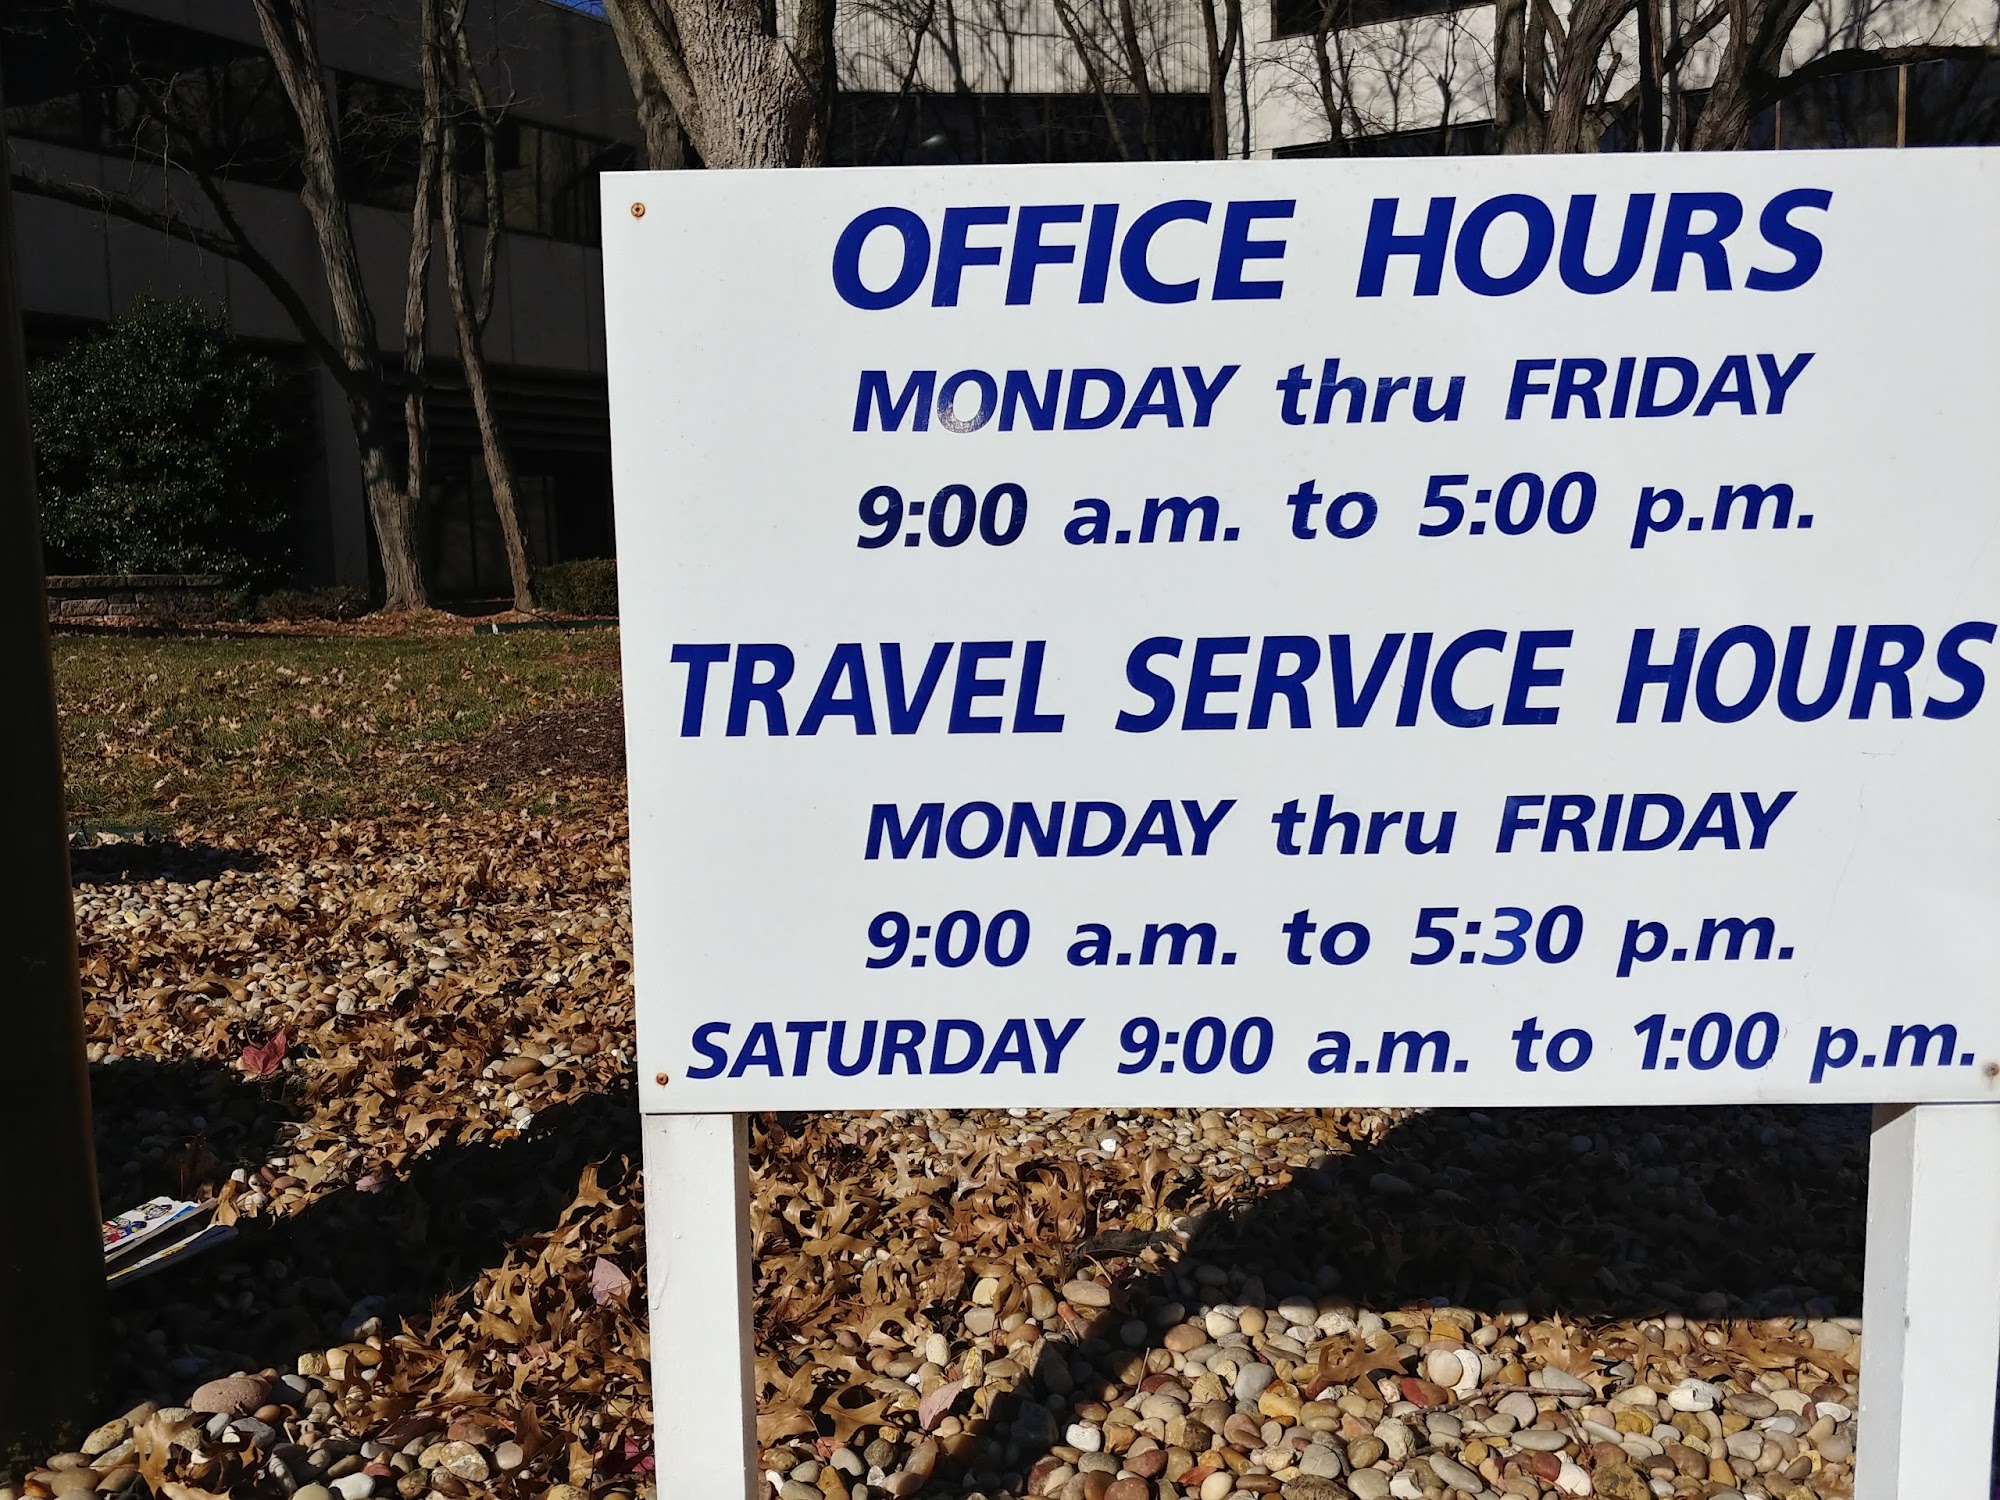 OFFICE HOURS
MONDAY thru FRIDAY
9:00 a.m. to 5:00 p.m.
TRAVEL SERVICE HOURS
MONDAY thru FRIDAY
9:00 a.m. to 5:30 p.m.
SATURDAY 9:00 a.m. to 1:00 p.m.